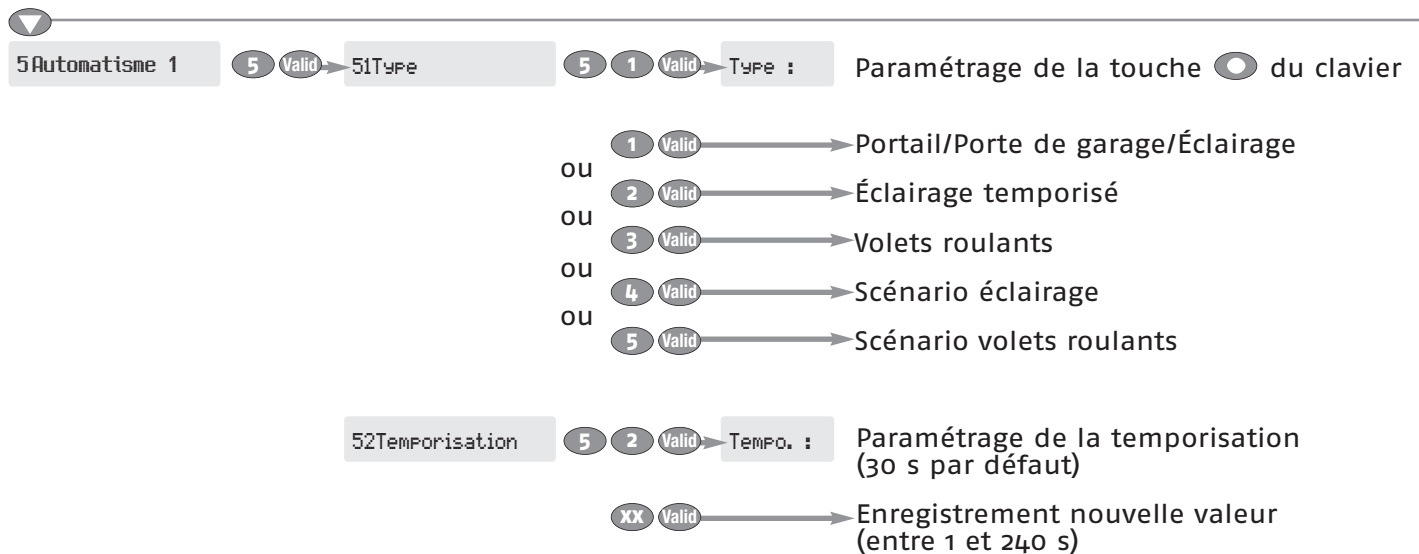 5Automatisme 1 5 Valid 51Type 5 1 Valid Type : Paramétrage de la touche du clavier
1 Valid Portail/Porte de garage/Éclairage
ou
2 Valid Éclairage temporisé
ou
3 Valid Volets roulants
ou
4 Valid Scénario éclairage
ou
5 Valid Scénario volets roulants
52Temporisation 5 2 Valid Tempo. : Paramétrage de la temporisation
(30 s par défaut)
XX Valid Enregistrement nouvelle valeur
(entre 1 et 240 s)